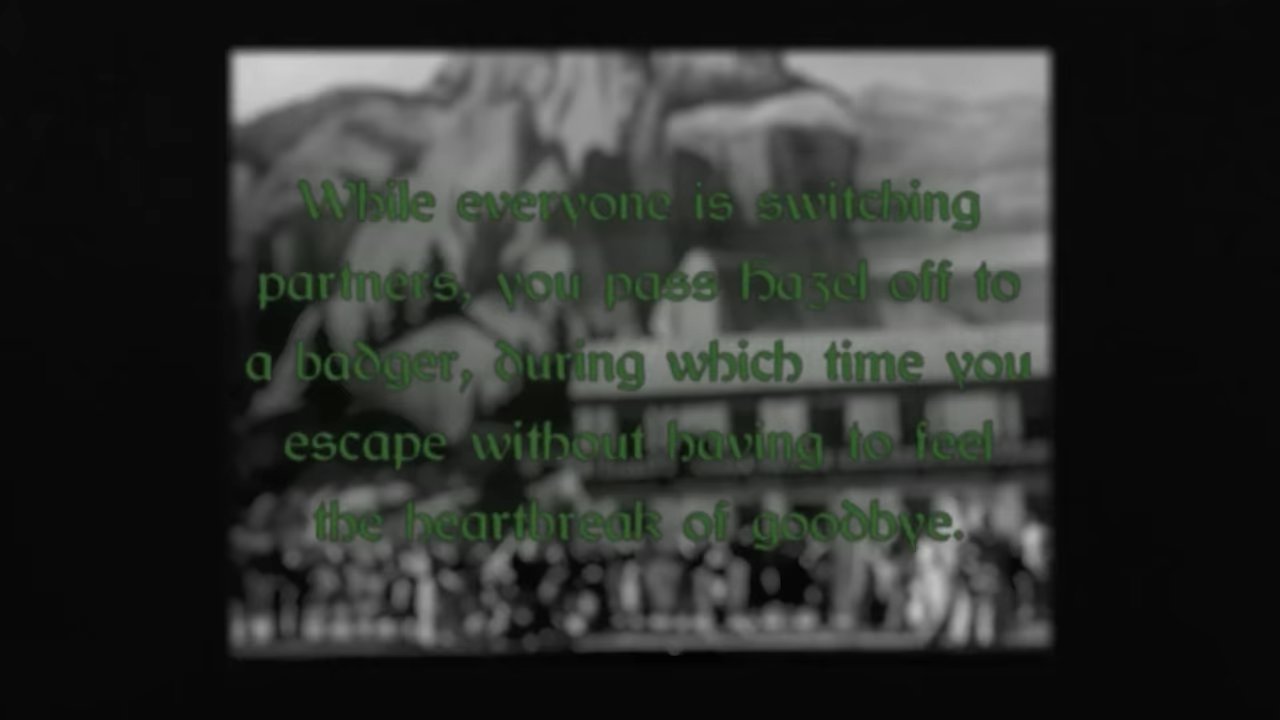 While everyone is switching
partners, you pass Hazel off to
a badger, during which time you
escape without having to feel
the heartbreak of goodbye.